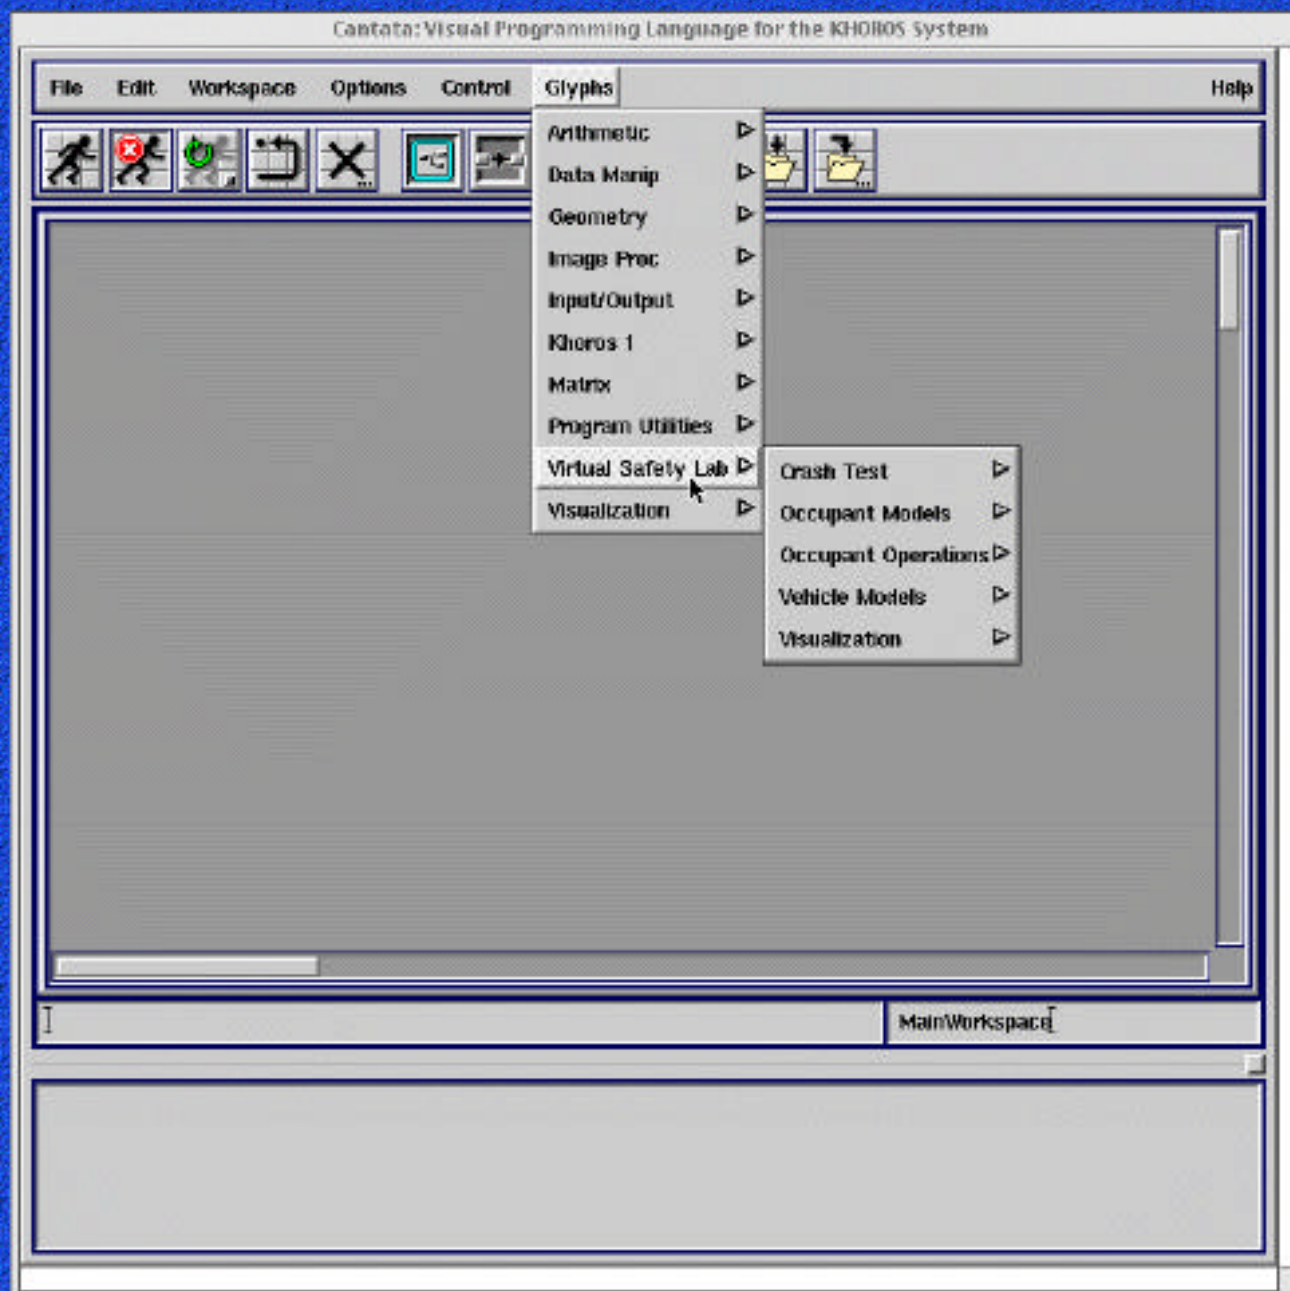 Cantata: Visual Programming Language for the KHOROS System
File Edit Workspace Options Control Glyphs Help
Arithmetic
Data Manip
Geometry
Image Proc
Input/Output
Khoros 1
Matrix
Program Utilities
Virtual Safety Lab
Visualization
Crash Test
Occupant Models
Occupant Operations
Vehicle Models
Visualization
MainWorkspace